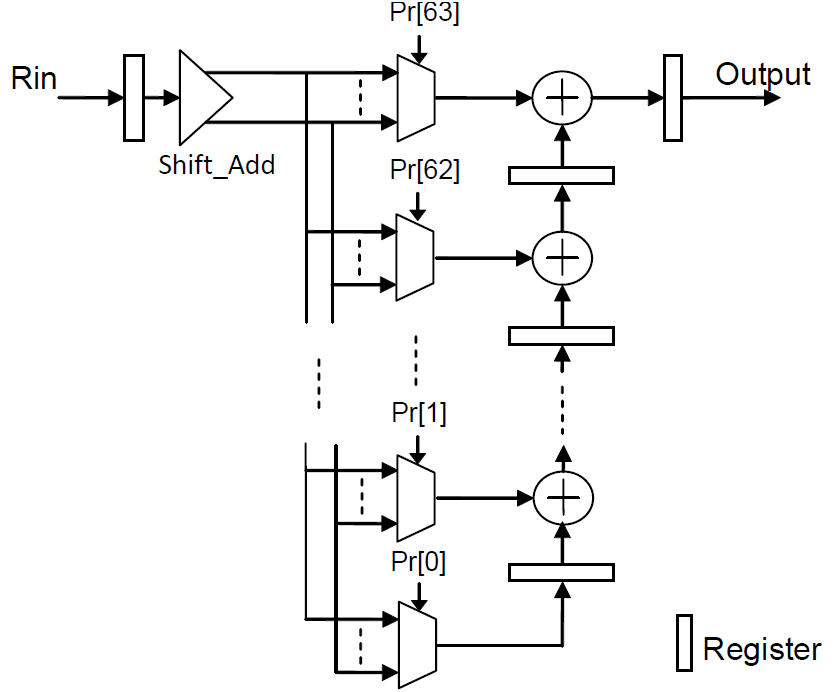 Pr[63]
Rin
Output
Shift_Add
Pr[62]
Pr[1]
Pr[0]
Register